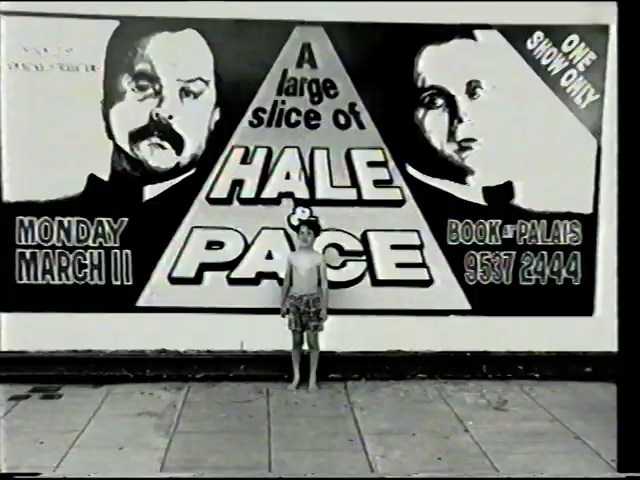 A
large
slice of
HALE
PACE
ONE
SHOW ONLY
MONDAY
MARCH 11
BOOK AT PALAIS
9537 2444